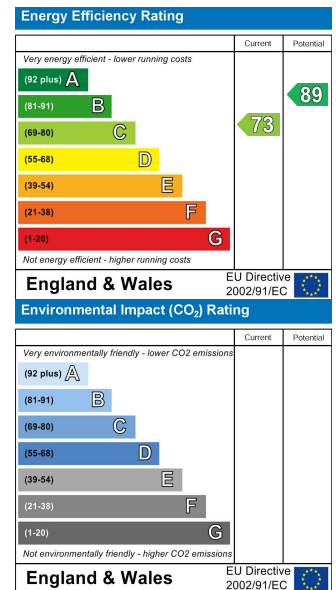 Energy Efficiency Rating
Current Potential
Very energy efficient - lower running costs
(92 plus) A
(81-91) B
(69-80) C
(55-68) D
(39-54) E
(21-38) F
(1-20) G
73
89
Not energy efficient - higher running costs
England & Wales
EU Directive
2002/91/EC
Environmental Impact (CO₂) Rating
Current Potential
Very environmentally friendly - lower CO2 emissions
(92 plus) A
(81-91) B
(69-80) C
(55-68) D
(39-54) E
(21-38) F
(1-20) G
Not environmentally friendly - higher CO2 emissions
England & Wales
EU Directive
2002/91/EC